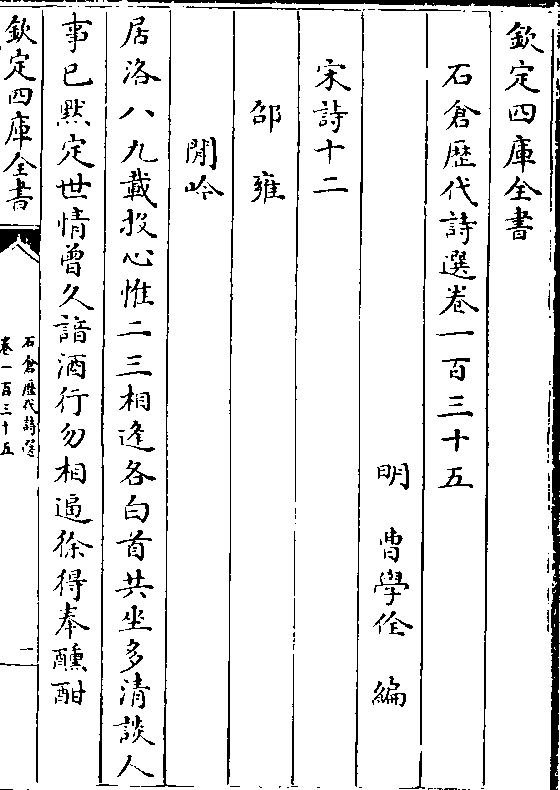 欽定四庫全書
石倉歷代詩選卷一百三十五
明　曹學佺　編
宋詩十二
邵雍
閒吟
居洛八九載投心惟二三相逢各白首共坐多清談人
事已黙定世情曾久諳酒行勿相逼徐得奉醺酣
欽定四庫全書
石倉歷代詩選
卷一百三十五